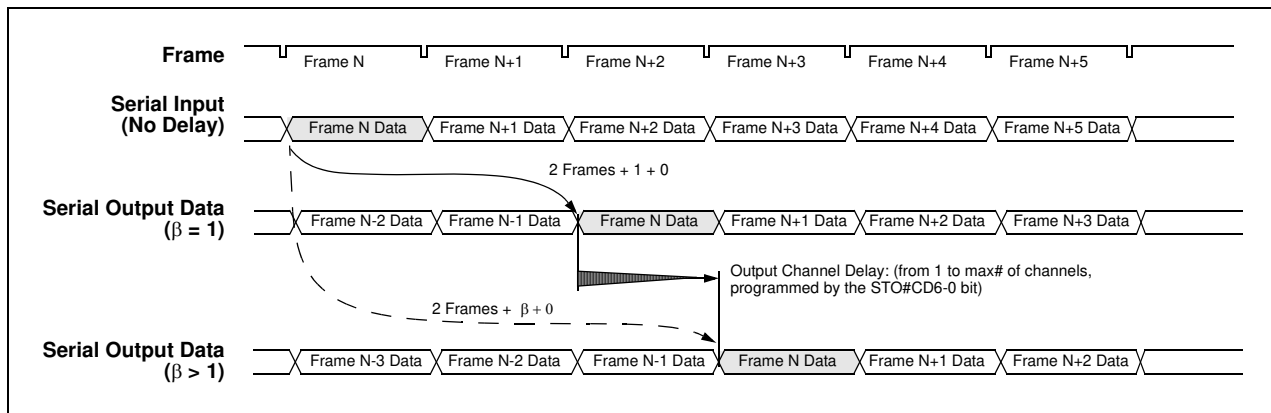 Frame
Frame N Frame N+1 Frame N+2 Frame N+3 Frame N+4 Frame N+5
Serial Input
(No Delay)
Frame N Data Frame N+1 Data Frame N+2 Data Frame N+3 Data Frame N+4 Data Frame N+5 Data
2 Frames + 1 + 0
Serial Output Data
(β = 1)
Frame N-2 Data Frame N-1 Data Frame N Data Frame N+1 Data Frame N+2 Data Frame N+3 Data
Output Channel Delay: (from 1 to max# of channels,
programmed by the STO#CD6-0 bit)
2 Frames + β + 0
Serial Output Data
(β > 1)
Frame N-3 Data Frame N-2 Data Frame N-1 Data Frame N Data Frame N+1 Data Frame N+2 Data